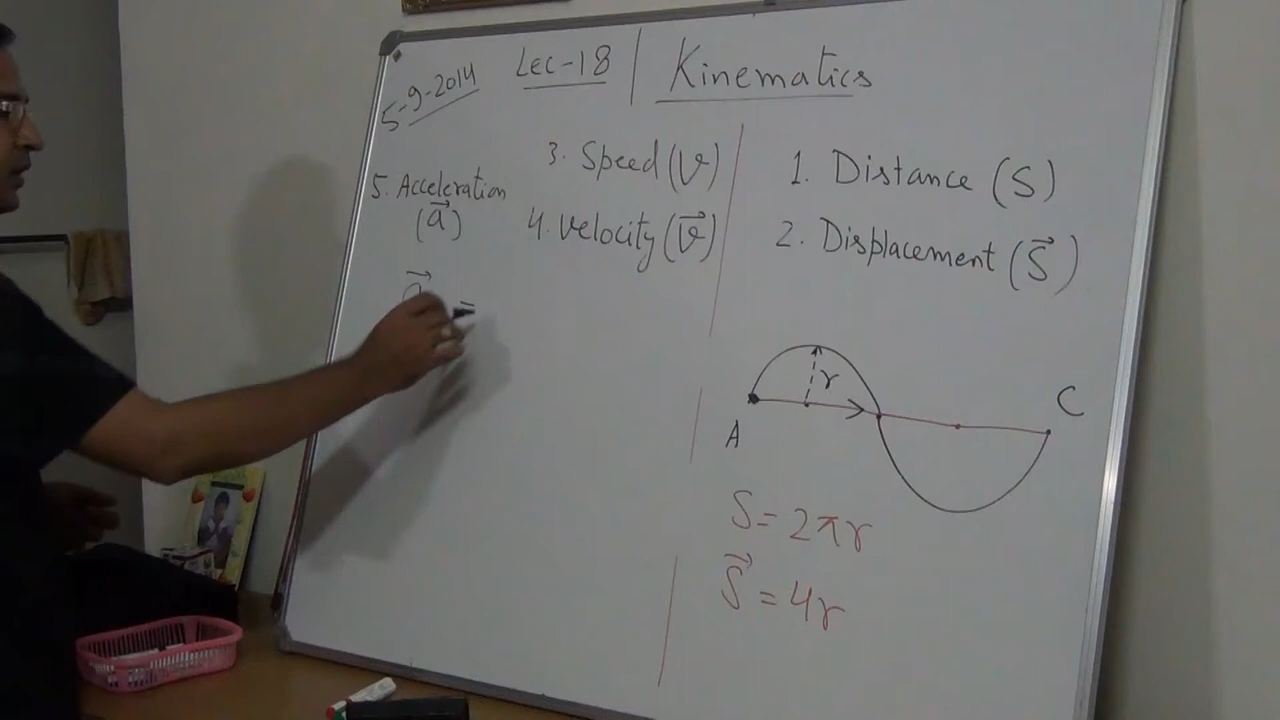 5-9-2014
Lec-18
Kinematics
5. Acceleration
(a⃗)
a⃗ =
3. Speed (v)
4. Velocity (v⃗)
1. Distance (S)
2. Displacement (S⃗)
r
A
C
S = 2πr
S⃗ = 4r